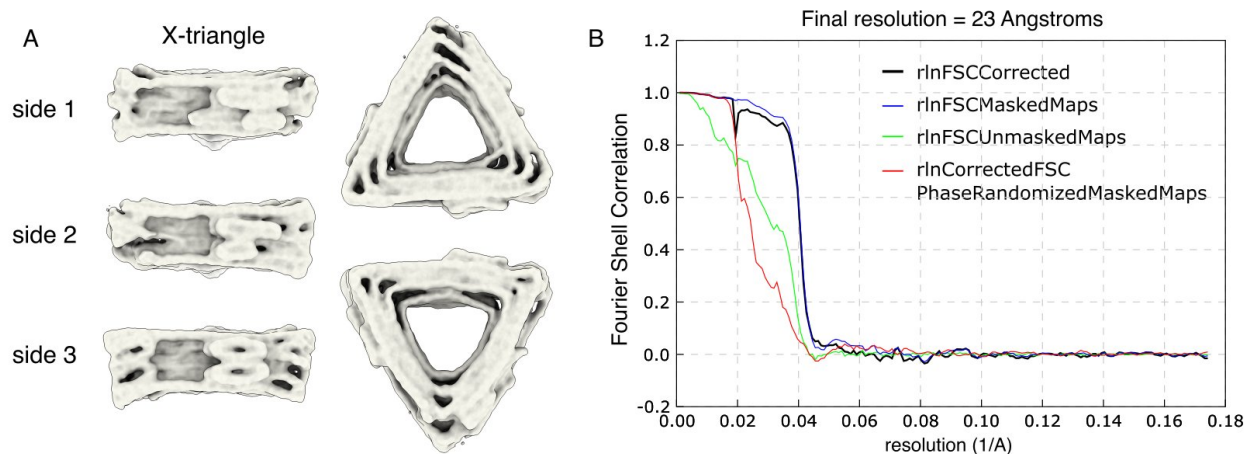 A
X-triangle
side 1
side 2
side 3
B
Final resolution = 23 Angstroms
Fourier Shell Correlation
1.2
1.0
0.8
0.6
0.4
0.2
0.0
-0.2
rlnFSCCorrected
rlnFSCMaskedMaps
rlnFSCUnmaskedMaps
rlnCorrectedFSC
PhaseRandomizedMaskedMaps
0.00 0.02 0.04 0.06 0.08 0.10 0.12 0.14 0.16 0.18
resolution (1/A)